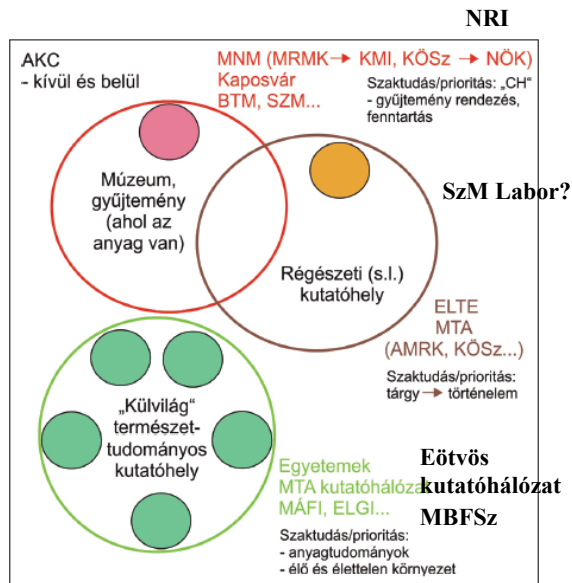 NRI
AKC
- kívül és belül
MNM (MRMK → KMI, KÖSz → NÖK)
Kaposvár
BTM, SZM...
Szaktudás/prioritás: „CH“
- gyűjtemény rendezés,
fenntartás
Múzeum,
gyűjtemény
(ahol az
anyag van)
SzM Labor?
Régészeti (s.l.)
kutatóhely
ELTE
MTA
(AMRK, KÖSz...)
Szaktudás/prioritás:
tárgy → történelem
„Külvilág“
természet-
tudományos
kutatóhely
Egyetemek
MTA kutatóhálózat
MÁFI, ELGI...
Eötvös
kutatóhálózat
MBFSz
Szaktudás/prioritás:
- anyagtudományok
- élő és élettelen környezet